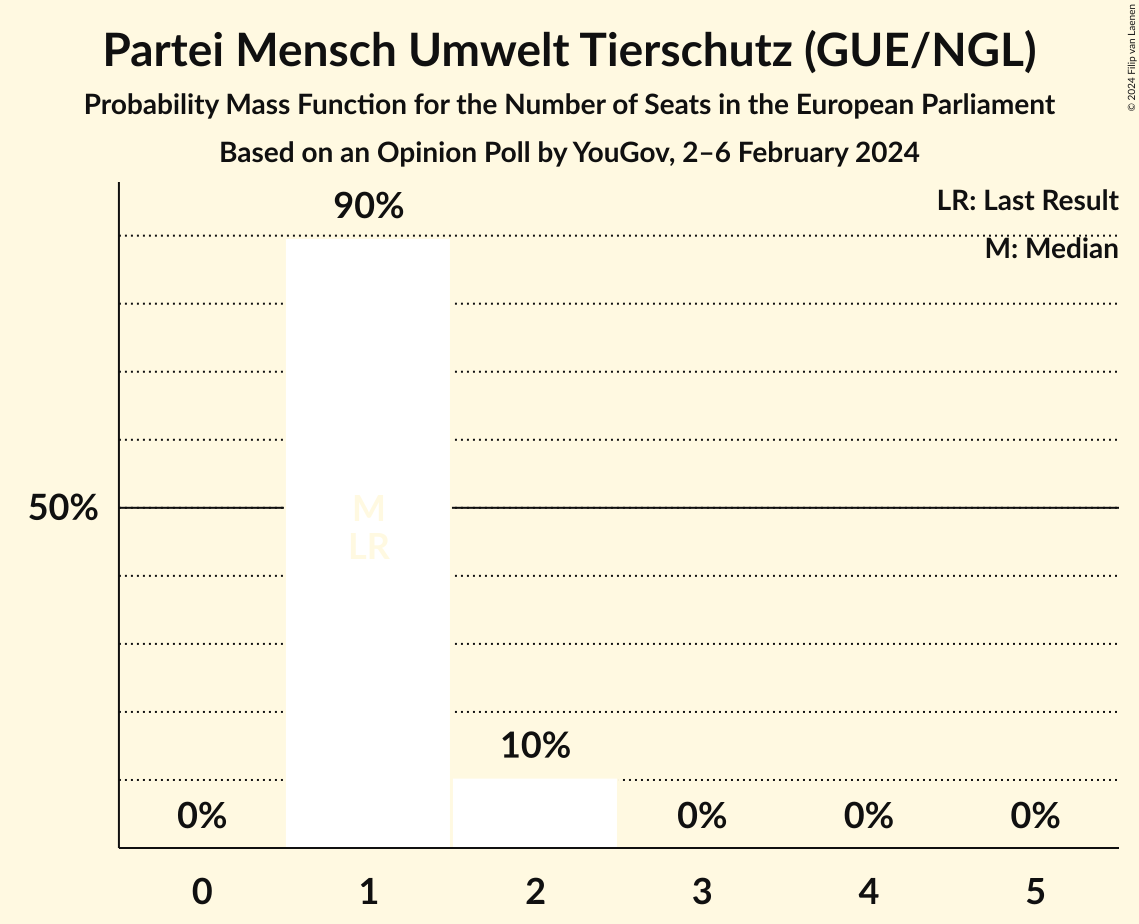 Partei Mensch Umwelt Tierschutz (GUE/NGL)
Probability Mass Function for the Number of Seats in the European Parliament
Based on an Opinion Poll by YouGov, 2–6 February 2024
© 2024 Filip van Laenen
LR: Last Result
M: Median
90%
50%
M
LR
10%
0%
0%
0%
0%
0 1 2 3 4 5